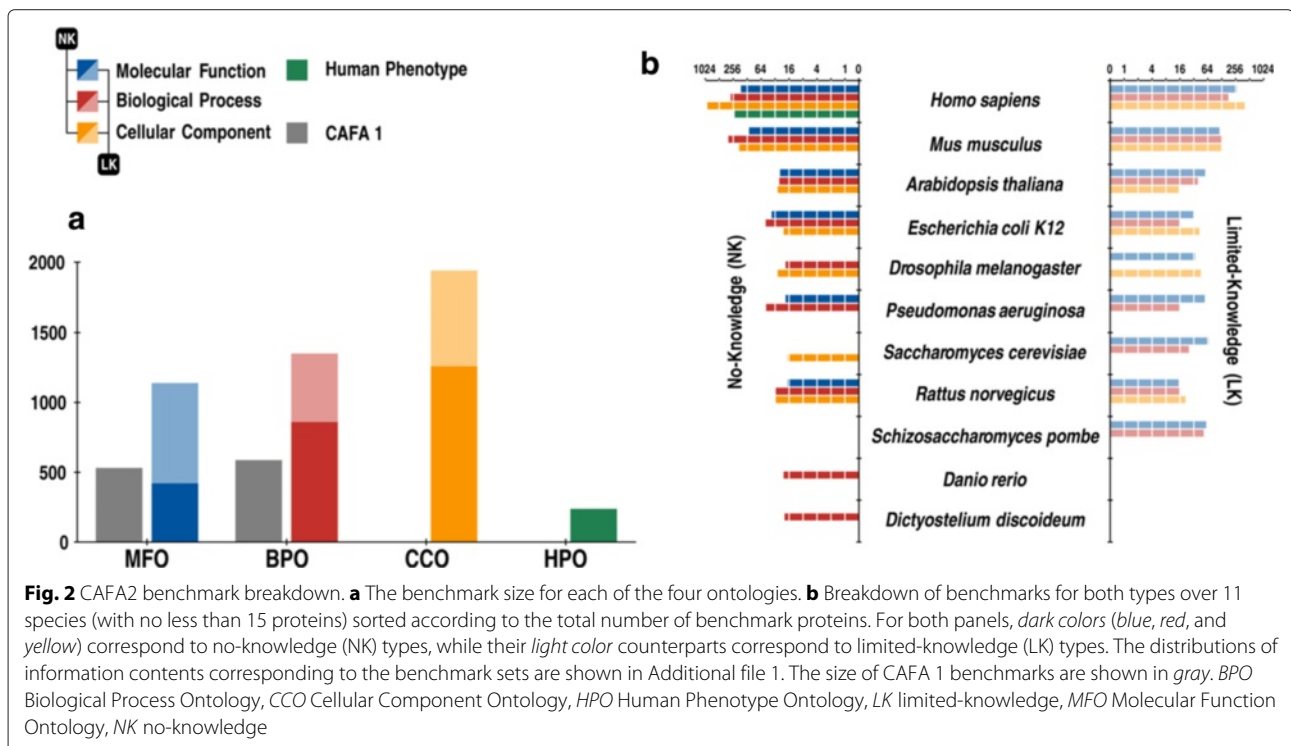 NK
Molecular Function
Human Phenotype
Biological Process
Cellular Component
CAFA 1
LK
a
2000
1500
1000
500
0
MFO BPO CCO HPO
b
1024 256 64 16 4 1 0
0 1 4 16 64 256 1024
No-Knowledge (NK)
Homo sapiens
Mus musculus
Arabidopsis thaliana
Escherichia coli K12
Drosophila melanogaster
Pseudomonas aeruginosa
Saccharomyces cerevisiae
Rattus norvegicus
Schizosaccharomyces pombe
Danio rerio
Dictyostelium discoideum
Limited-Knowledge (LK)
Fig. 2 CAFA2 benchmark breakdown. a The benchmark size for each of the four ontologies. b Breakdown of benchmarks for both types over 11
species (with no less than 15 proteins) sorted according to the total number of benchmark proteins. For both panels, dark colors (blue, red, and
yellow) correspond to no-knowledge (NK) types, while their light color counterparts correspond to limited-knowledge (LK) types. The distributions of
information contents corresponding to the benchmark sets are shown in Additional file 1. The size of CAFA 1 benchmarks are shown in gray. BPO
Biological Process Ontology, CCO Cellular Component Ontology, HPO Human Phenotype Ontology, LK limited-knowledge, MFO Molecular Function
Ontology, NK no-knowledge